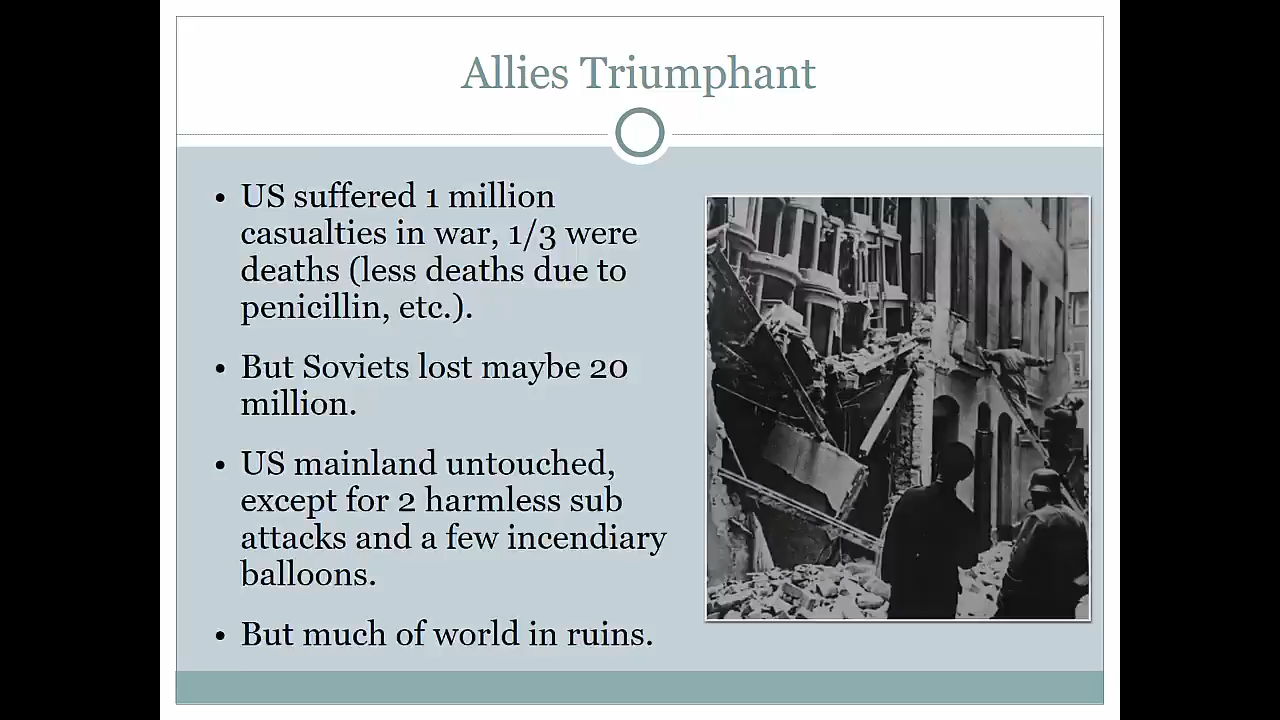 Allies Triumphant
• US suffered 1 million
casualties in war, 1/3 were
deaths (less deaths due to
penicillin, etc.).
• But Soviets lost maybe 20
million.
• US mainland untouched,
except for 2 harmless sub
attacks and a few incendiary
balloons.
• But much of world in ruins.